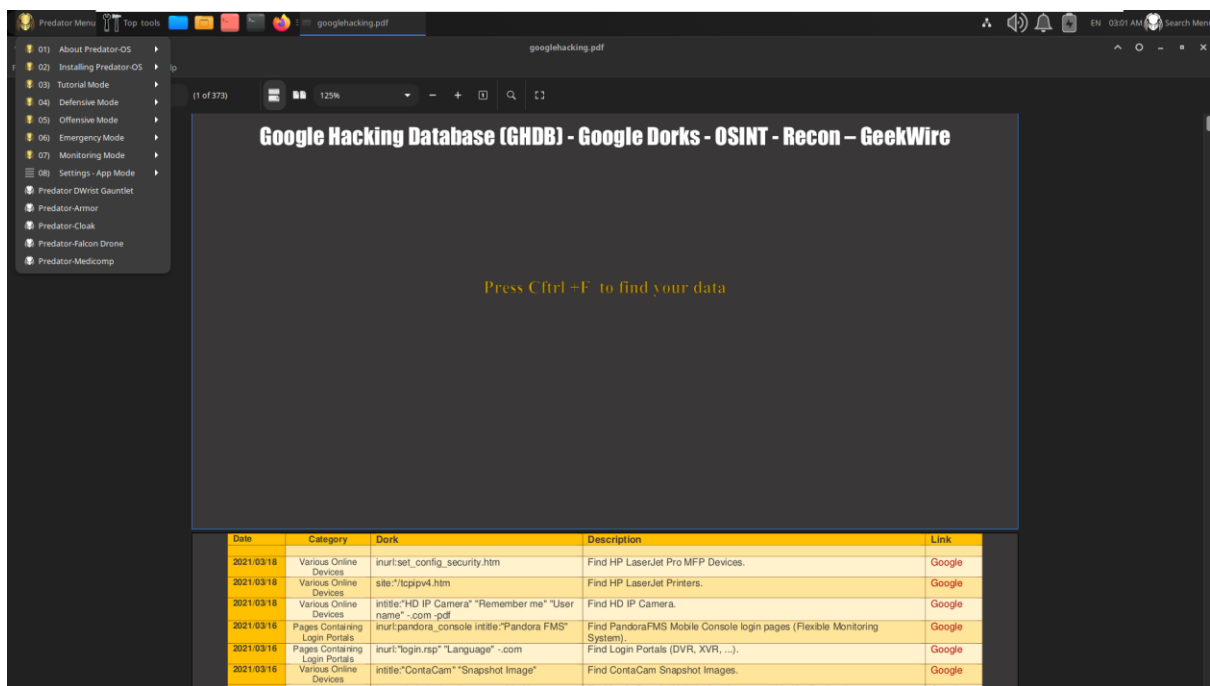 Predator Menu Top tools googlehacking.pdf EN 03:01 AM Search Menu
googlehacking.pdf
01) About Predator-OS
02) Installing Predator-OS lp
03) Tutorial Mode
04) Defensive Mode
05) Offensive Mode
06) Emergency Mode
07) Monitoring Mode
08) Settings - App Mode
Predator DWrist Gauntlet
Predator-Armor
Predator-Cloak
Predator-Falcon Drone
Predator-Medicomp
(1 of 373) 125%
Google Hacking Database (GHDB) - Google Dorks - OSINT - Recon – GeekWire
Press Cftrl +F to find your data
Date Category Dork Description Link
2021/03/18 Various Online Devices inurl:set_config_security.htm Find HP LaserJet Pro MFP Devices. Google
2021/03/18 Various Online Devices site:*/tcpipv4.htm Find HP LaserJet Printers. Google
2021/03/18 Various Online Devices intitle:"HD IP Camera" "Remember me" "User name" -.com -pdf Find HD IP Camera. Google
2021/03/16 Pages Containing Login Portals inurl:pandora_console intitle:"Pandora FMS" Find PandoraFMS Mobile Console login pages (Flexible Monitoring System). Google
2021/03/16 Pages Containing Login Portals inurl:"login.rsp" "Language" -.com Find Login Portals (DVR, XVR, ...). Google
2021/03/16 Various Online Devices intitle:"ContaCam" "Snapshot Image" Find ContaCam Snapshot Images. Google